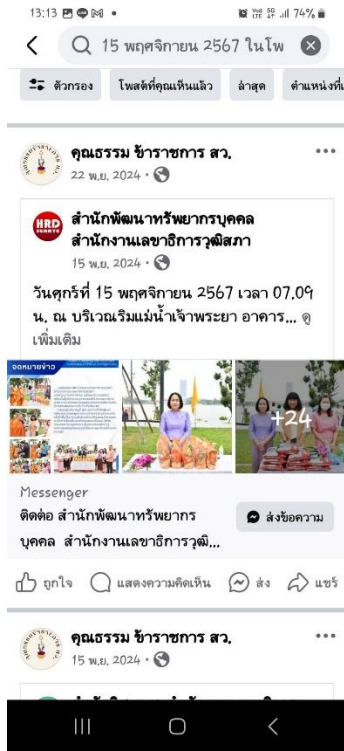 13:13
74%
15 พฤศจิกายน 2567 ในโพ
ตัวกรอง
โพสต์ที่คุณเห็นแล้ว
ล่าสุด
ตำแหน่งที่
คุณธรรม ข้าราชการ สว.
22 พ.ย. 2024
HRD
SENATE
สำนักพัฒนาทรัพยากรบุคคล
สำนักงานเลขาธิการวุฒิสภา
15 พ.ย. 2024
วันศุกร์ที่ 15 พฤศจิกายน 2567 เวลา 07.09
น. ณ บริเวณริมแม่น้ำเจ้าพระยา อาคาร... ดู
เพิ่มเติม
จดหมายข่าว
+24
Messenger
ติดต่อ สำนักพัฒนาทรัพยากร
บุคคล สำนักงานเลขาธิการวุฒิ...
ส่งข้อความ
ถูกใจ
แสดงความคิดเห็น
ส่ง
แชร์
คุณธรรม ข้าราชการ สว.
15 พ.ย. 2024